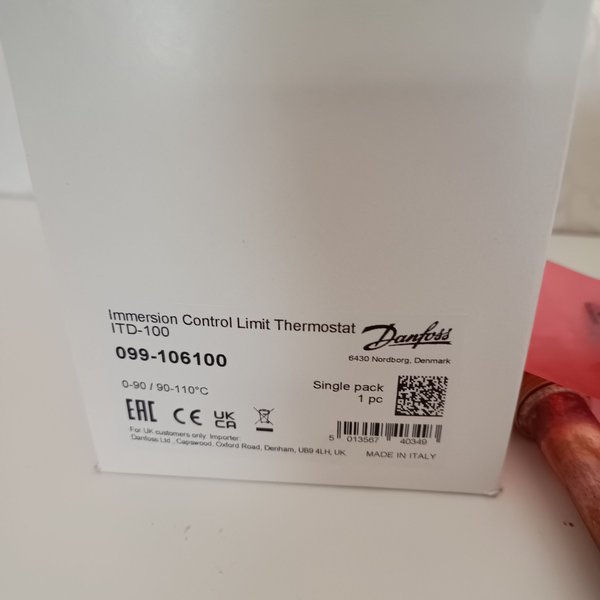 Immersion Control Limit Thermostat
ITD-100
Danfoss
6430 Nordborg, Denmark
099-106100
0-90 / 90-110°C
Single pack
1 pc
EAC CE UK
CA
For UK customers only. Importer
Danfoss Ltd., Capswood, Oxford Road, Denham, UB9 4LH, UK
5 013567 40349
MADE IN ITALY